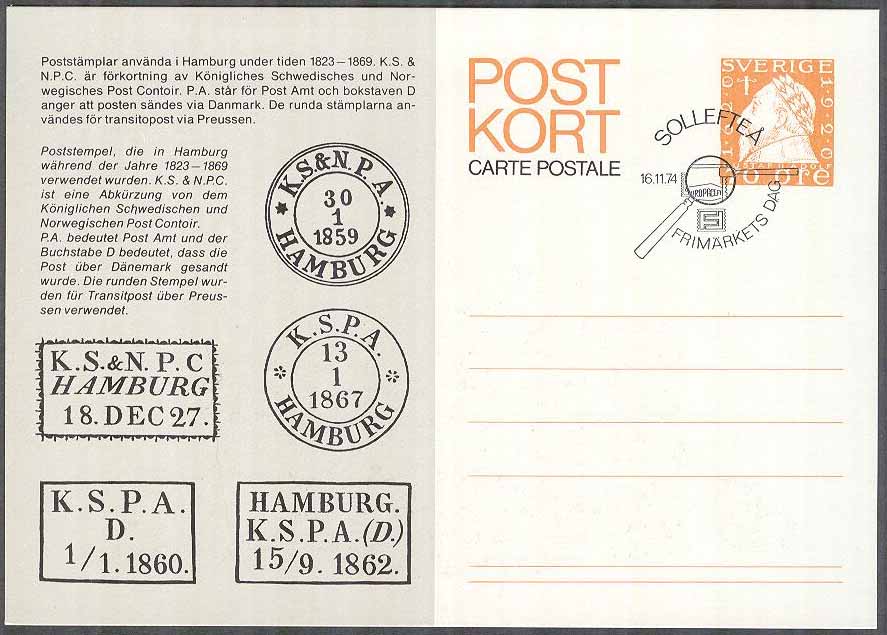 Poststämplar använda i Hamburg under tiden 1823–1869. K.S. &
N.P.C. är förkortning av Königliches Schwedisches und Nor-
wegisches Post Contoir. P.A. står för Post Amt och bokstaven D
anger att posten sändes via Danmark. De runda stämplarna an-
vändes för transitopost via Preussen.
Poststempel, die in Hamburg
während der Jahre 1823–1869
verwendet wurden. K.S. & N.P.C.
ist eine Abkürzung von dem
Königlichen Schwedischen und
Norwegischen Post Contoir.
P.A. bedeutet Post Amt und der
Buchstabe D bedeutet, dass die
Post über Dänemark gesandt
wurde. Die runden Stempel wur-
den für Transitpost über Preus-
sen verwendet.
K.S.&N.P.A.
30
1
1859
HAMBURG
K.S.P.A.
13
1
1867
HAMBURG
K.S.&N.P.C
HAMBURG
18.DEC 27.
K.S.P.A.
D.
1/1.1860.
HAMBURG.
K.S.P.A.(D.)
15/9.1862.
POST
KORT
CARTE POSTALE
SVERIGE
1920
ÖRE
SOLLEFTEÅ
16.11.74
FRIMÄRKETS DAG